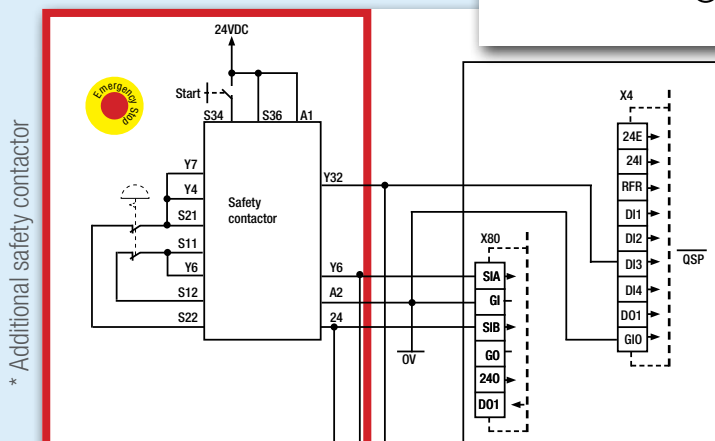 * Additional safety contactor
24VDC
Emergency Stop
Start
S34
S36
A1
Y7
Y4
S21
S11
Y6
S12
S22
Safety
contactor
Y32
Y6
A2
24
0V
X80
SIA
GI
SIB
GO
24O
DO1
X4
24E
24I
RFR
DI1
DI2
DI3
DI4
DO1
GIO
QSP